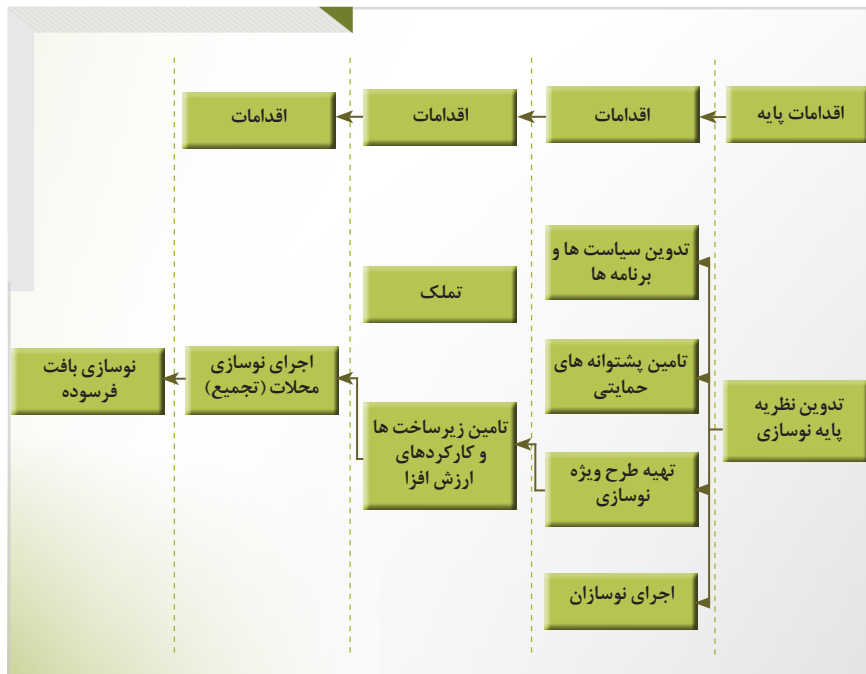 اقدامات پایه
اقدامات
اقدامات
اقدامات
تدوین نظریه
پایه نوسازی
تدوین سیاست ها و
برنامه ها
تامین پشتوانه های
حمایتی
تهیه طرح ویژه
نوسازی
اجرای نوسازان
تملک
تامین زیرساخت ها
و کارکردهای
ارزش افزا
اجرای نوسازی
محلات (تجمیع)
نوسازی بافت
فرسوده